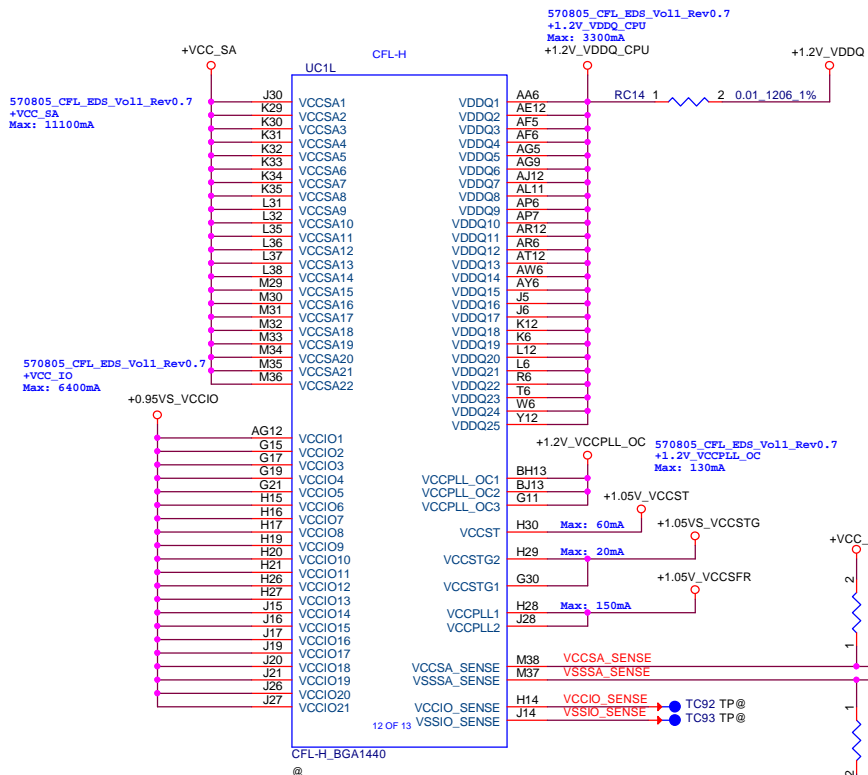 570805_CFL_EDS_Vol1_Rev0.7
+1.2V_VDDQ_CPU
Max: 3300mA
+VCC_SA
CFL-H
+1.2V_VDDQ_CPU
+1.2V_VDDQ
UC1L
570805_CFL_EDS_Vol1_Rev0.7
+VCC_SA
Max: 11100mA
J30 VCCSA1 VDDQ1 AA6 RC14 1 2 0.01_1206_1%
K29 VCCSA2 VDDQ2 AE12
K30 VCCSA3 VDDQ3 AF5
K31 VCCSA4 VDDQ4 AF6
K32 VCCSA5 VDDQ5 AG5
K33 VCCSA6 VDDQ6 AG9
K34 VCCSA7 VDDQ7 AJ12
K35 VCCSA8 VDDQ8 AL11
L31 VCCSA9 VDDQ9 AP6
L32 VCCSA10 VDDQ10 AP7
L35 VCCSA11 VDDQ11 AR12
L36 VCCSA12 VDDQ12 AR6
L37 VCCSA13 VDDQ13 AT12
L38 VCCSA14 VDDQ14 AW6
M29 VCCSA15 VDDQ15 AY6
M30 VCCSA16 VDDQ16 J5
M31 VCCSA17 VDDQ17 J6
M32 VCCSA18 VDDQ18 K12
M33 VCCSA19 VDDQ19 K6
M34 VCCSA20 VDDQ20 L12
M35 VCCSA21 VDDQ21 L6
M36 VCCSA22 VDDQ22 R6
VDDQ23 T6
VDDQ24 W6
VDDQ25 Y12
570805_CFL_EDS_Vol1_Rev0.7
+VCC_IO
Max: 6400mA
+0.95VS_VCCIO
+1.2V_VCCPLL_OC
570805_CFL_EDS_Vol1_Rev0.7
+1.2V_VCCPLL_OC
Max: 130mA
AG12 VCCIO1
G15 VCCIO2
G17 VCCIO3
G19 VCCIO4 VCCPLL_OC1 BH13
G21 VCCIO5 VCCPLL_OC2 BJ13
H15 VCCIO6 VCCPLL_OC3 G11
H16 VCCIO7 +1.05V_VCCST
H17 VCCIO8 VCCST H30 Max: 60mA +1.05VS_VCCSTG
H19 VCCIO9
H20 VCCIO10 VCCSTG2 H29 Max: 20mA
H21 VCCIO11
H26 VCCIO12 VCCSTG1 G30 +1.05V_VCCSFR
H27 VCCIO13
J15 VCCIO14 VCCPLL1 H28 Max: 150mA
J16 VCCIO15 VCCPLL2 J28
J17 VCCIO16
J19 VCCIO17
J20 VCCIO18 VCCSA_SENSE M38 VCCSA_SENSE
J21 VCCIO19 VSSSA_SENSE M37 VSSSA_SENSE
J26 VCCIO20
J27 VCCIO21 VCCIO_SENSE H14 VCCIO_SENSE TC92 TP@
12 OF 13 VSSIO_SENSE J14 VSSIO_SENSE TC93 TP@
+VCC_
2
1
1
2
CFL-H_BGA1440
@